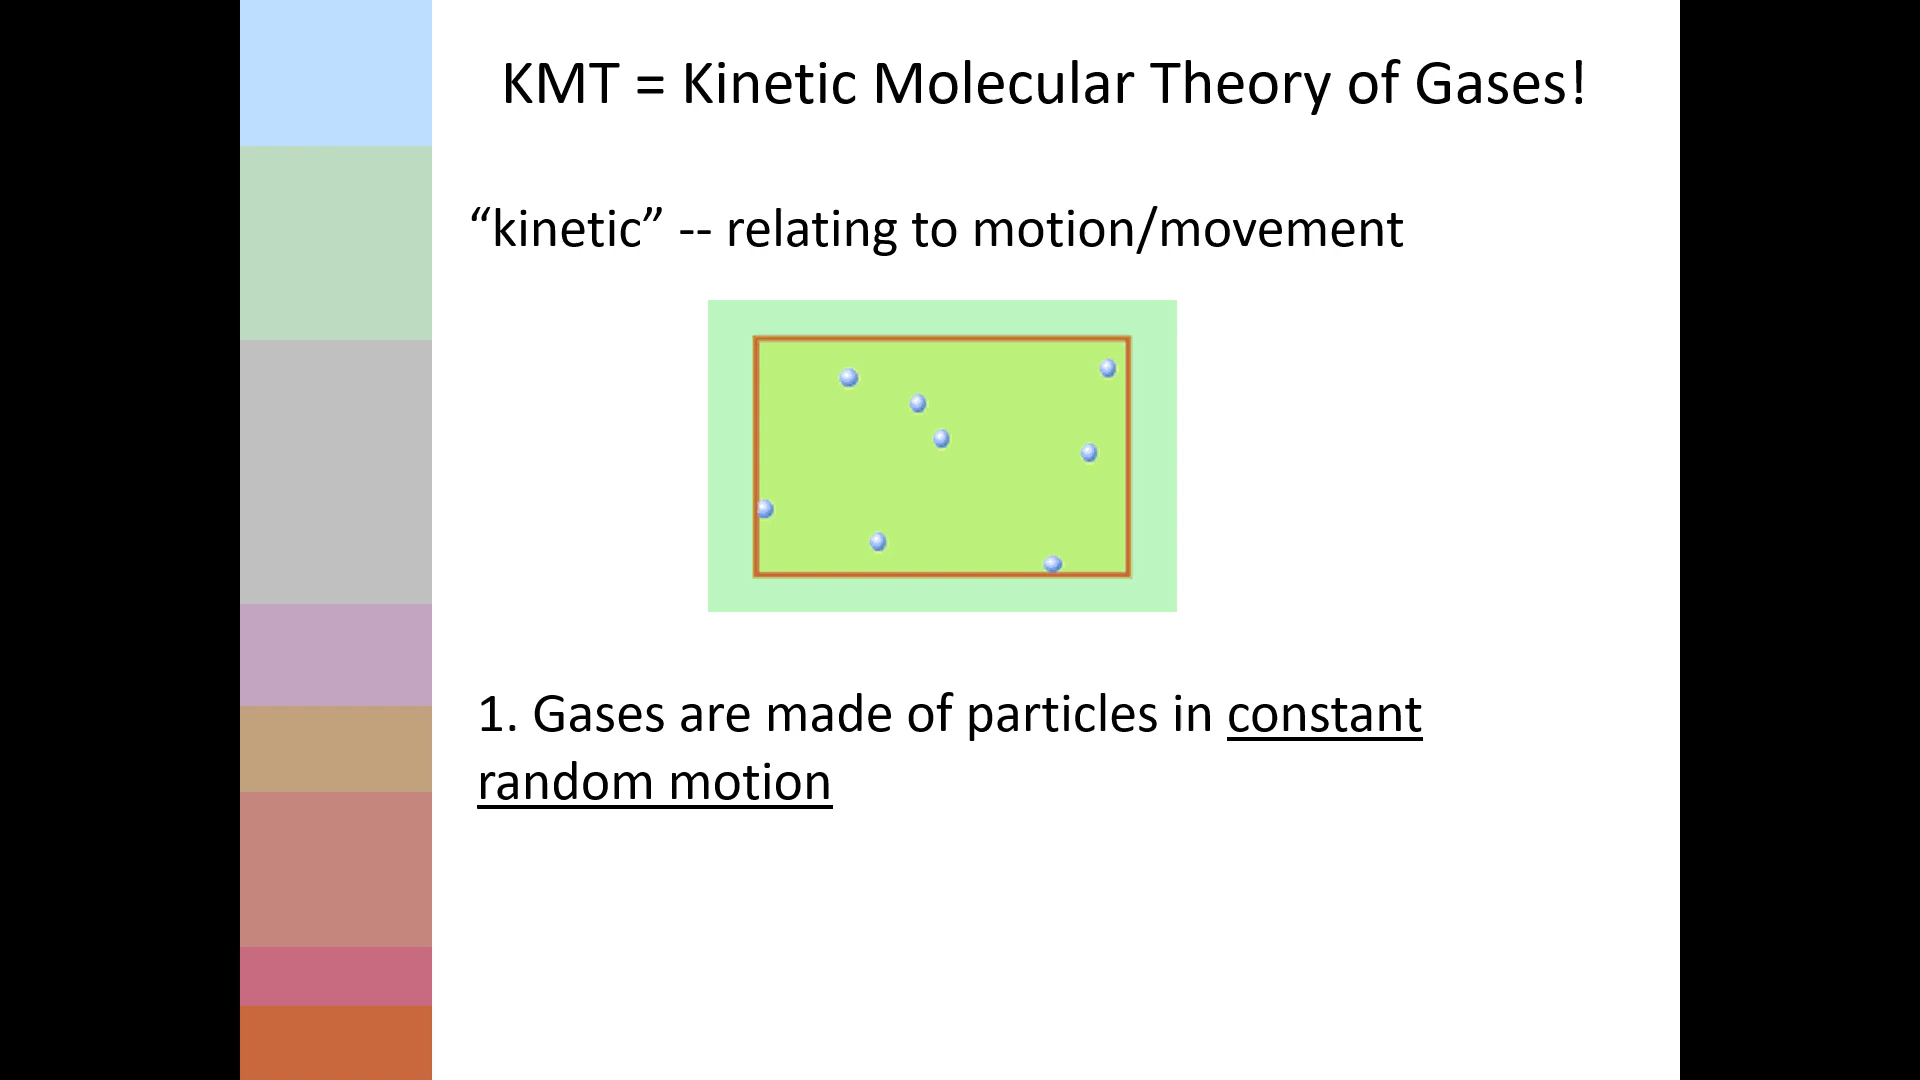 KMT = Kinetic Molecular Theory of Gases!
“kinetic” -- relating to motion/movement
1. Gases are made of particles in constant
random motion